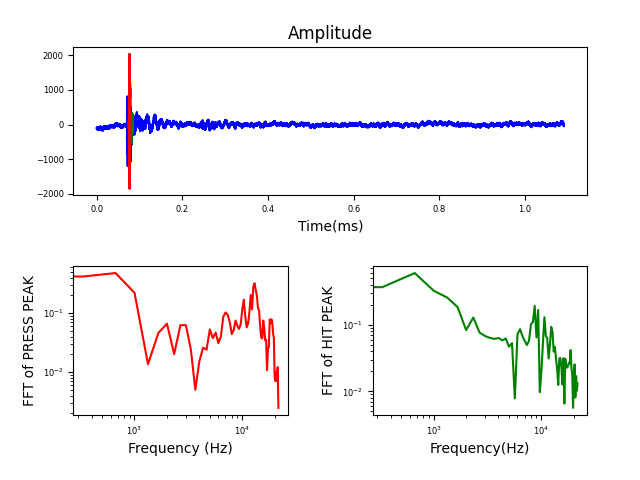 Amplitude
2000
1000
0
−1000
−2000
0.0 0.2 0.4 0.6 0.8 1.0
Time(ms)
FFT of PRESS PEAK
10⁻¹
10⁻²
10³ 10⁴
Frequency (Hz)
FFT of HIT PEAK
10⁻¹
10⁻²
10³ 10⁴
Frequency(Hz)